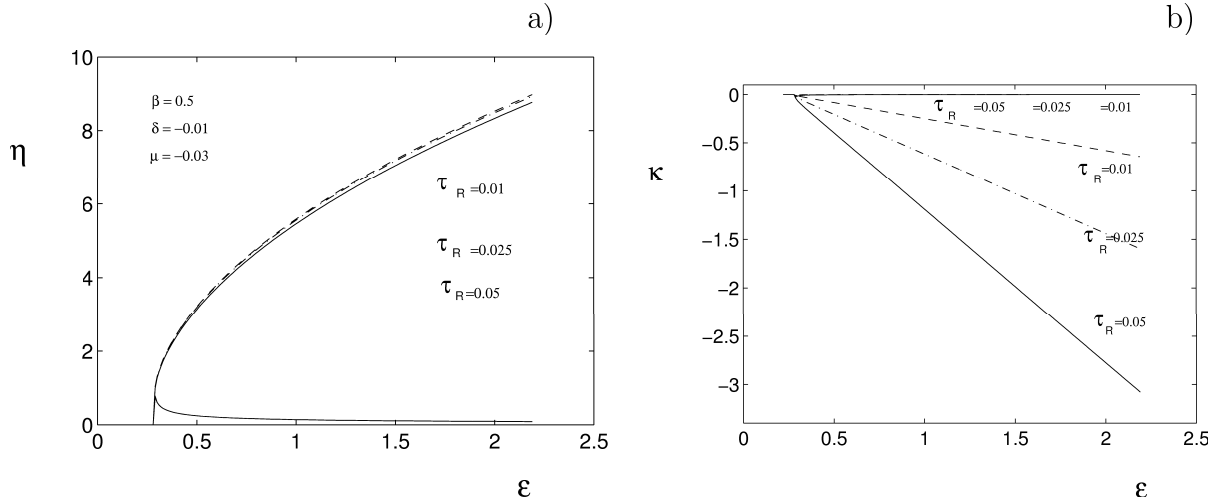 a)
10
8
6
4
2
0
η
β = 0.5
δ = −0.01
μ = −0.03
τ R =0.01
τ R =0.025
τ R =0.05
0 0.5 1 1.5 2 2.5
ε
b)
0
−0.5
−1
−1.5
−2
−2.5
−3
κ
τ R =0.05 =0.025 =0.01
τ R =0.01
τ R =0.025
τ R =0.05
0 0.5 1 1.5 2 2.5
ε